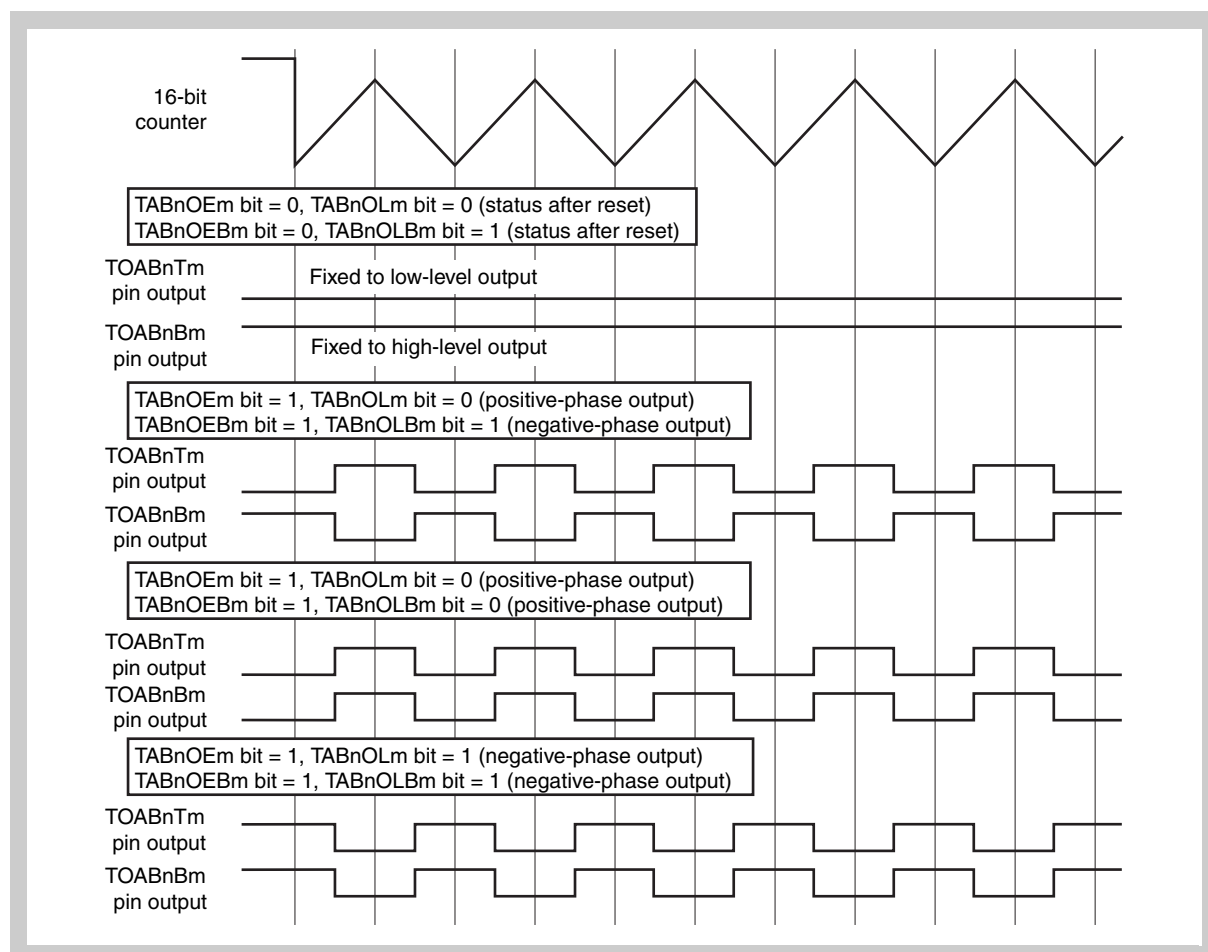 16-bit
counter
TABnOEm bit = 0, TABnOLm bit = 0 (status after reset)
TABnOEBm bit = 0, TABnOLBm bit = 1 (status after reset)
TOABnTm
pin output
Fixed to low-level output
TOABnBm
pin output
Fixed to high-level output
TABnOEm bit = 1, TABnOLm bit = 0 (positive-phase output)
TABnOEBm bit = 1, TABnOLBm bit = 1 (negative-phase output)
TOABnTm
pin output
TOABnBm
pin output
TABnOEm bit = 1, TABnOLm bit = 0 (positive-phase output)
TABnOEBm bit = 1, TABnOLBm bit = 0 (positive-phase output)
TOABnTm
pin output
TOABnBm
pin output
TABnOEm bit = 1, TABnOLm bit = 1 (negative-phase output)
TABnOEBm bit = 1, TABnOLBm bit = 1 (negative-phase output)
TOABnTm
pin output
TOABnBm
pin output